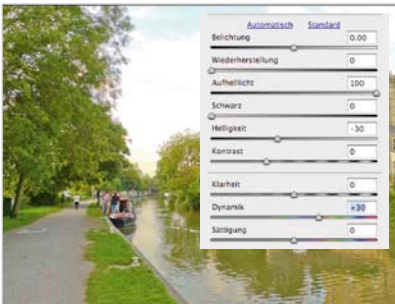 Automatisch Standard
Belichtung 0.00
Wiederherstellung 0
Aufhelllicht 100
Schwarz 0
Helligkeit -30
Kontrast 0
Klarheit 0
Dynamik +30
Sättigung 0